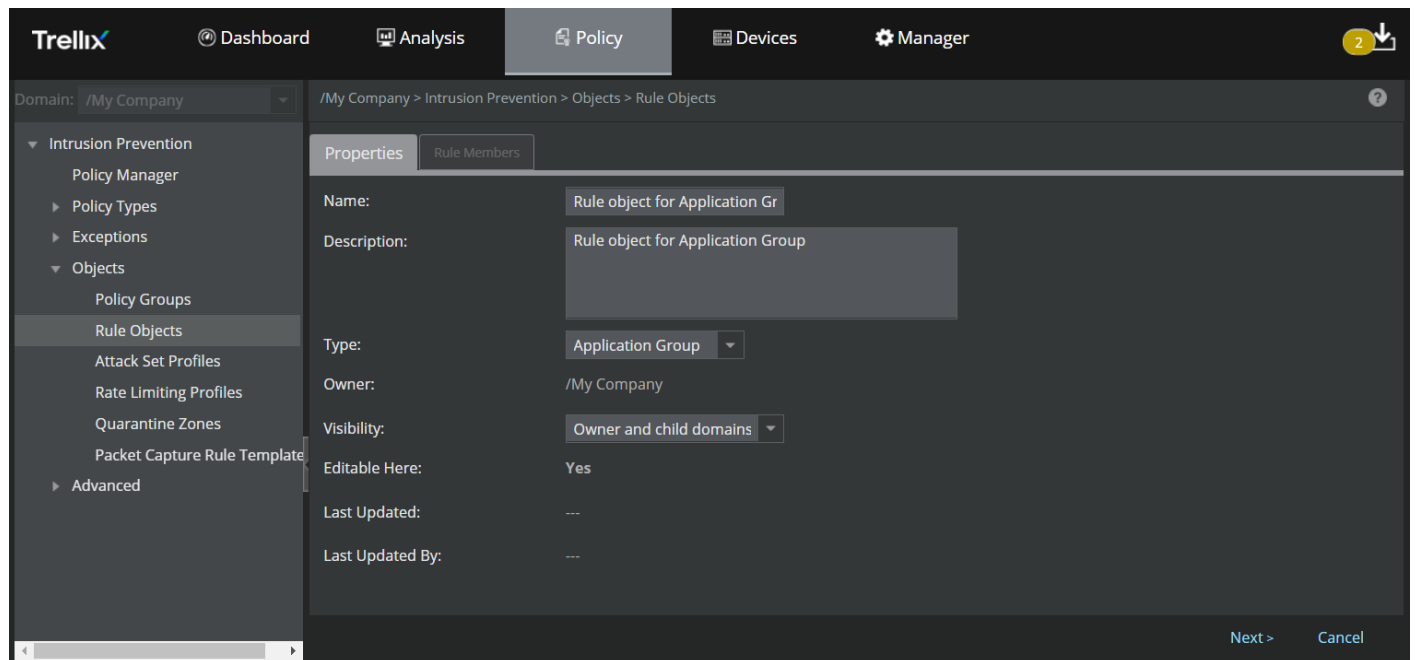 Trellix Dashboard Analysis Policy Devices Manager 2
Domain: /My Company
/My Company > Intrusion Prevention > Objects > Rule Objects ?
Intrusion Prevention
Policy Manager
Policy Types
Exceptions
Objects
Policy Groups
Rule Objects
Attack Set Profiles
Rate Limiting Profiles
Quarantine Zones
Packet Capture Rule Template
Advanced
Properties Rule Members
Name: Rule object for Application Gr
Description: Rule object for Application Group
Type: Application Group
Owner: /My Company
Visibility: Owner and child domains
Editable Here: Yes
Last Updated: ---
Last Updated By: ---
Next > Cancel